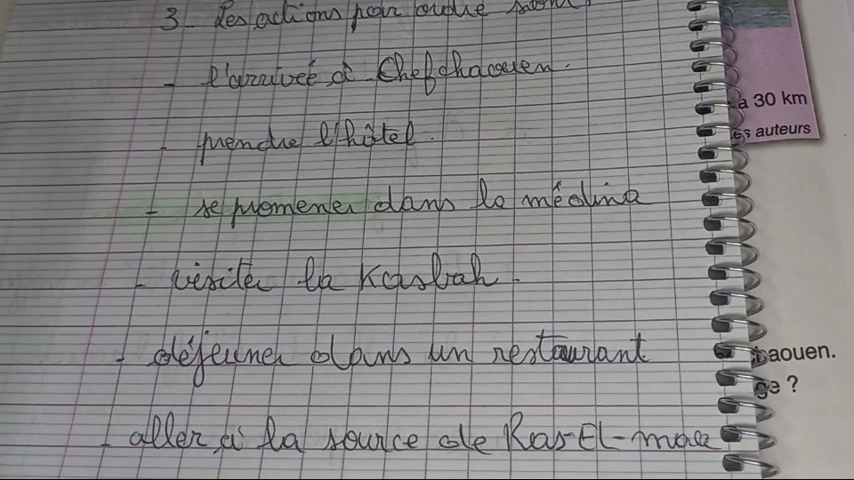 3- les actions par ordre sont:
- l'arrivée à Chefchaouen.
- prendre l'hôtel.
- se promener dans la médina
- visiter la Kasbah.
- déjeuner dans un restaurant
- aller à la source de Ras-El-maa
à 30 km
es auteurs
aouen.
ge ?